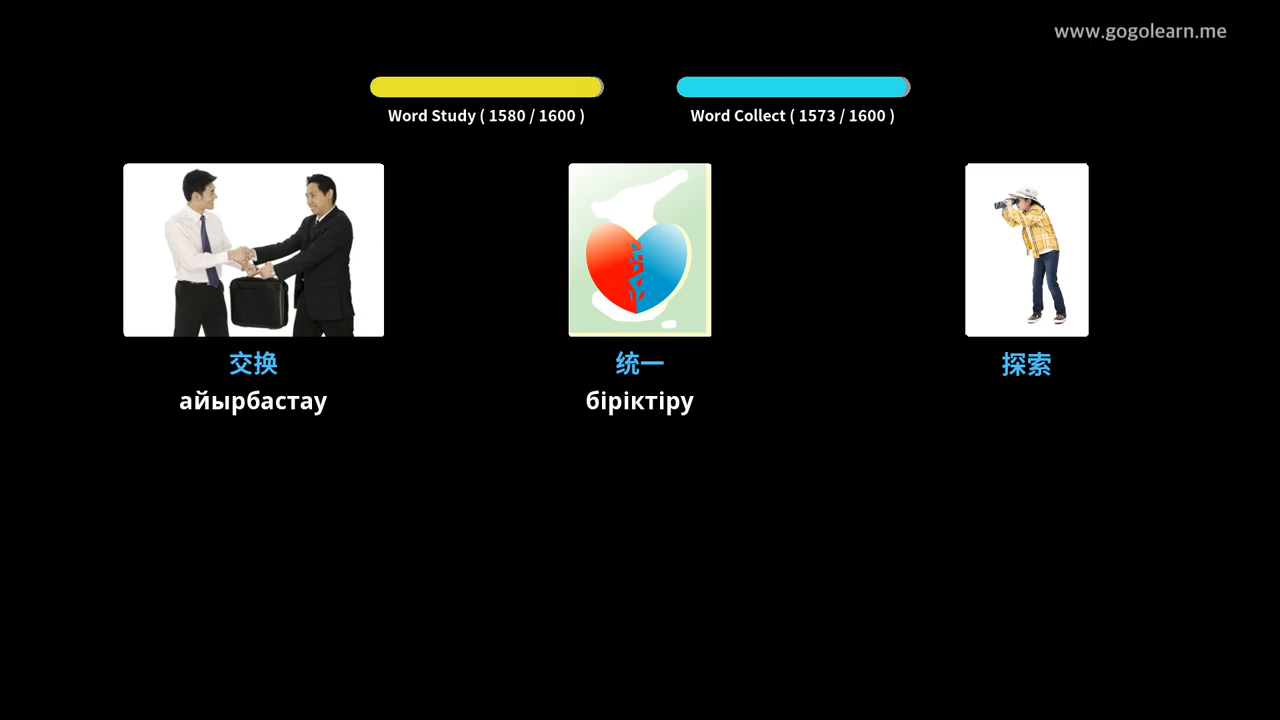 www.gogolearn.me
Word Study ( 1580 / 1600 )
Word Collect ( 1573 / 1600 )
交换
айырбастау
统一
біріктіру
探索